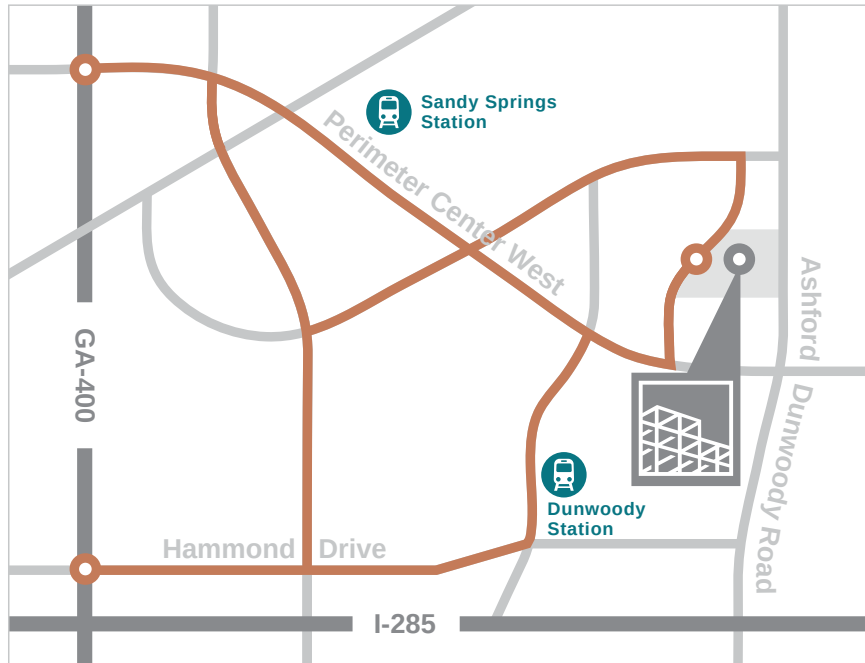 Sandy Springs
Station
Perimeter Center West
Ashford
GA-400
Dunwoody Road
Dunwoody
Station
Hammond Drive
I-285